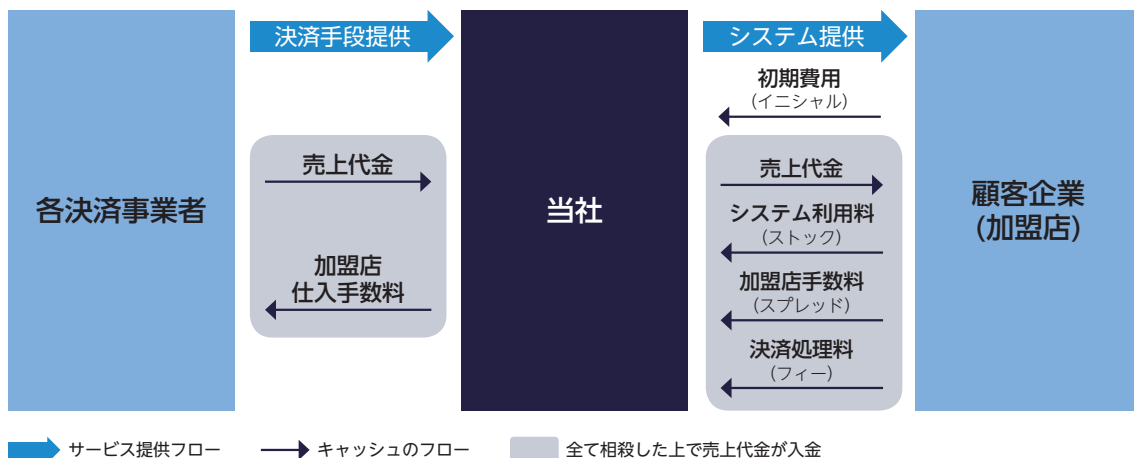 決済手段提供
システム提供
初期費用
(イニシャル)
売上代金
売上代金
各決済事業者
当社
システム利用料
(ストック)
顧客企業
(加盟店)
加盟店
仕入手数料
加盟店手数料
(スプレッド)
決済処理料
(フィー)
サービス提供フロー
キャッシュのフロー
全て相殺した上で売上代金が入金